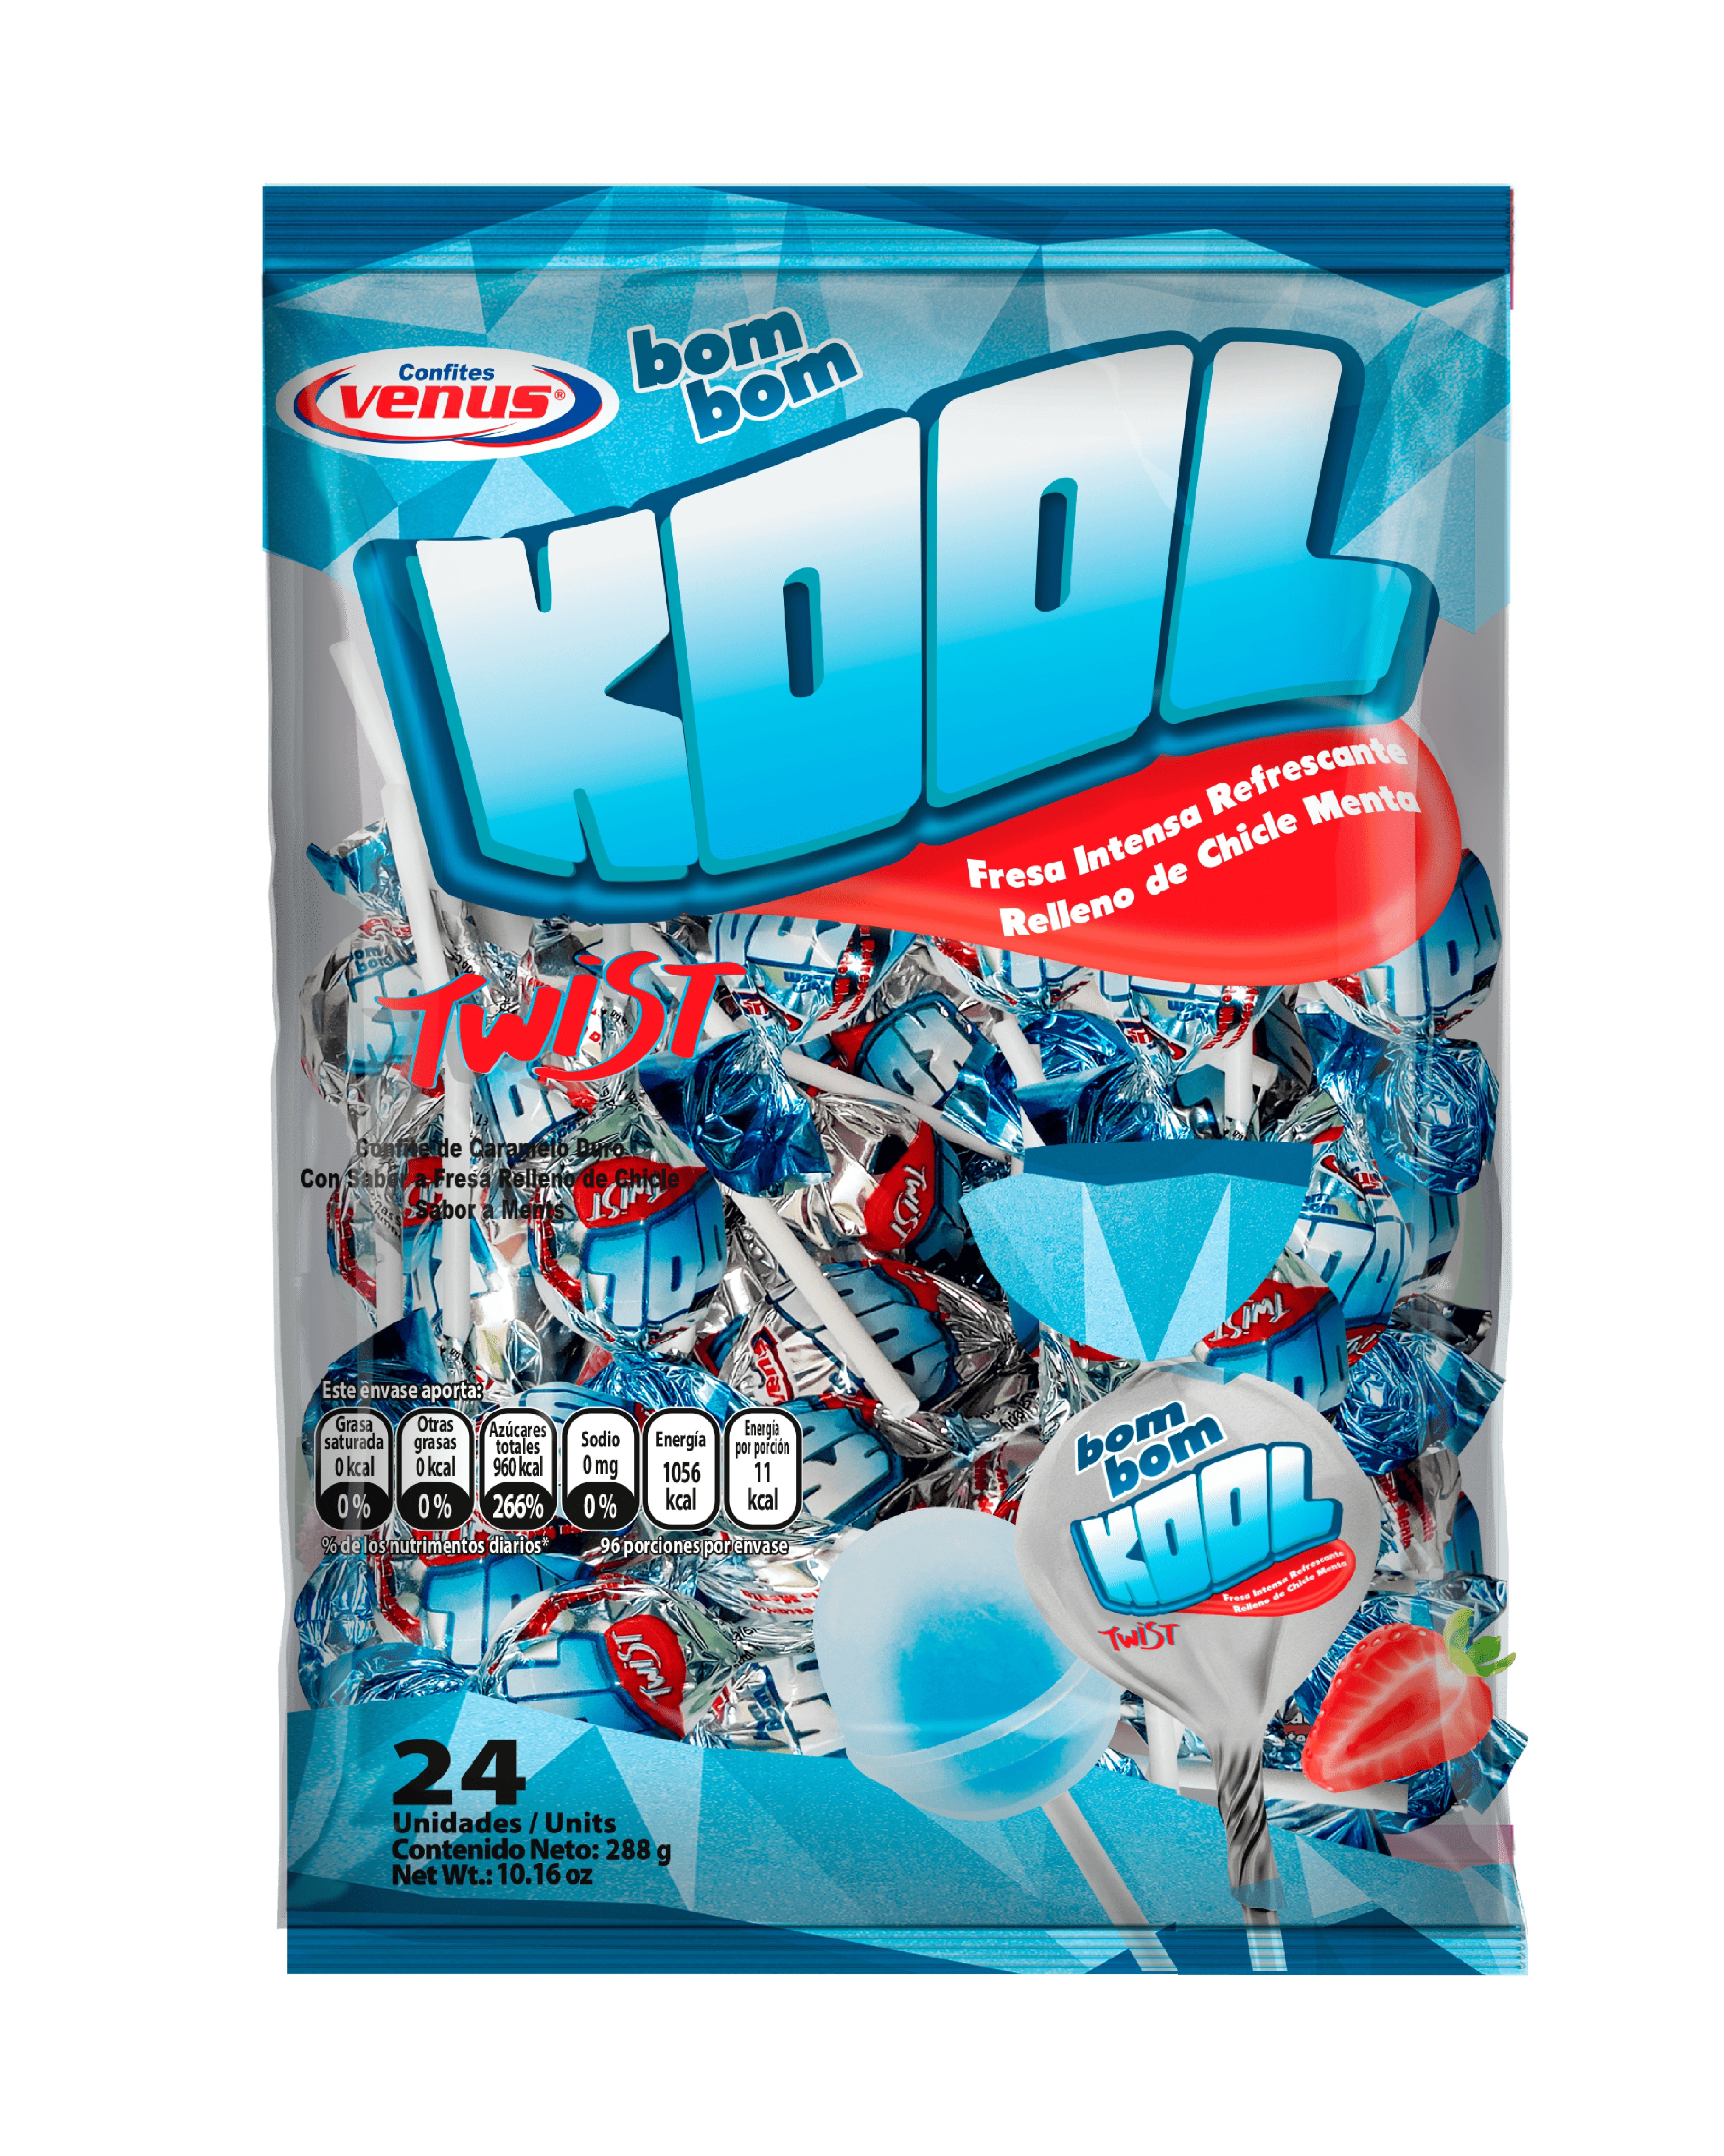 Confites
venus®
bom
bom
KOOL
Fresa Intensa Refrescante
Relleno de Chicle Menta
TWIST
Confite de Caramelo Duro
Con Sabor a Fresa Relleno de Chicle
Sabor a Menta
Este envase aporta:
Grasa saturada 0 kcal 0 %
Otras grasas 0 kcal 0 %
Azúcares totales 960 kcal 266%
Sodio 0 mg 0 %
Energía 1056 kcal
Energía por porción 11 kcal
% de los nutrimentos diarios*
96 porciones por envase
bom
bom
KOOL
Fresa Intensa Refrescante
Relleno de Chicle Menta
TWIST
24
Unidades / Units
Contenido Neto: 288 g
Net Wt.: 10.16 oz